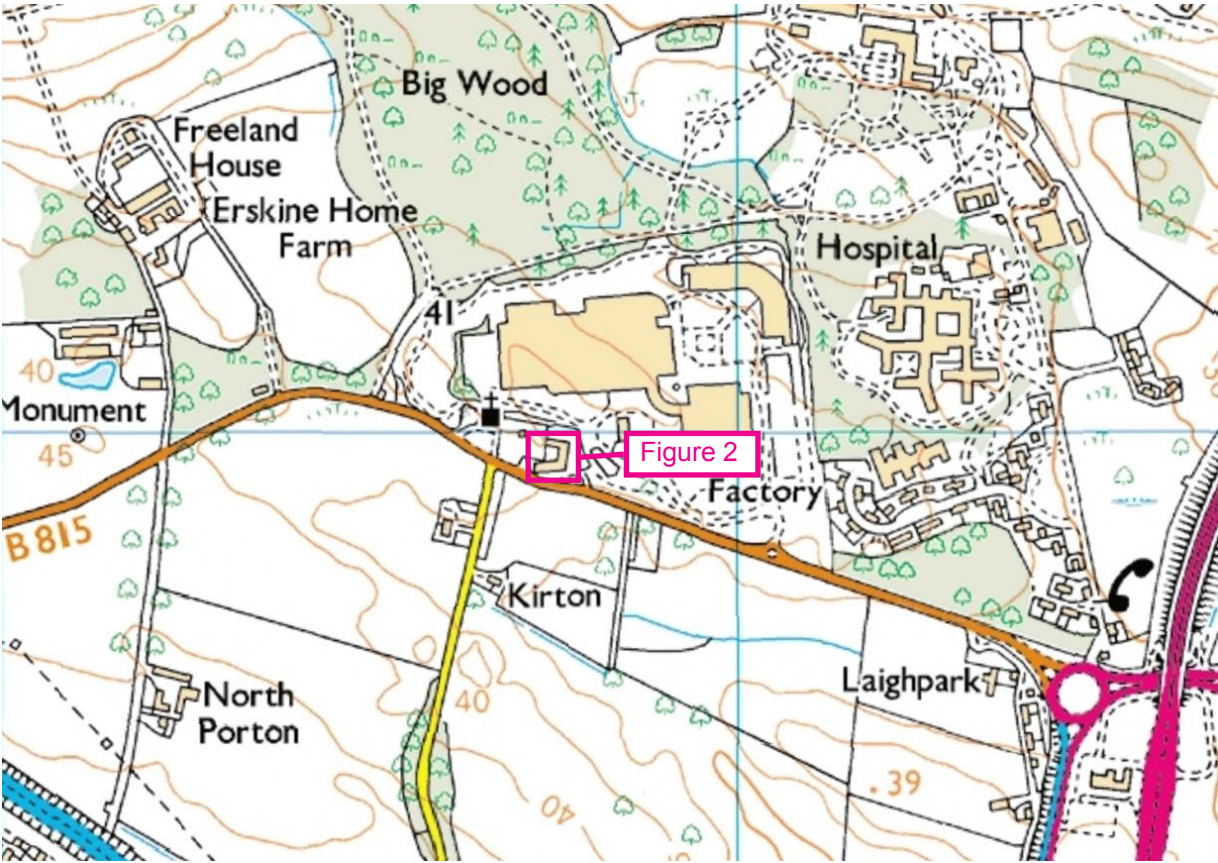 Big Wood
Freeland
House
Erskine Home
Farm
Hospital
41
40
Monument
45
Figure 2
Factory
B 815
Kirton
Laighpark
North
Porton
40
.39
40